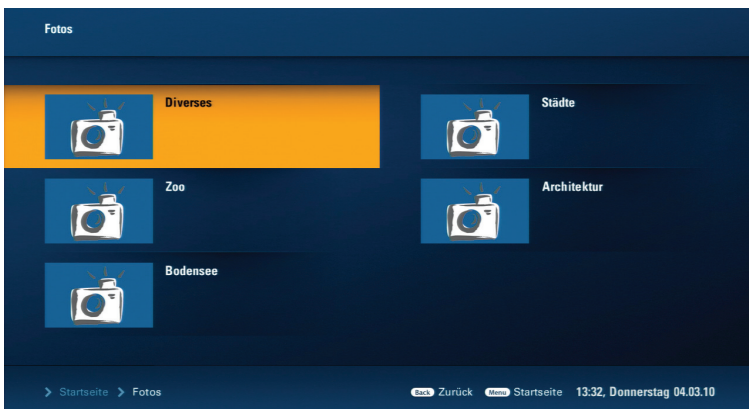 Fotos
Diverses
Städte
Zoo
Architektur
Bodensee
Startseite Fotos
Back Zurück Menu Startseite 13:32, Donnerstag 04.03.10